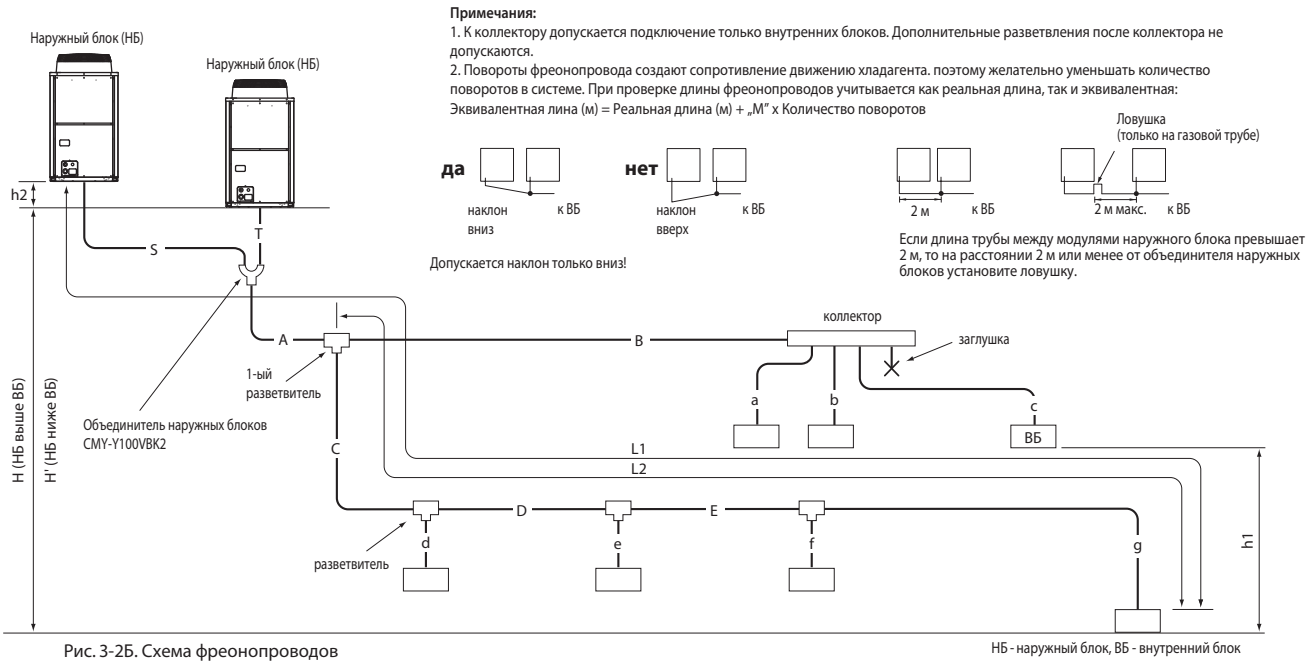 Примечания:
1. К коллектору допускается подключение только внутренних блоков. Дополнительные разветвления после коллектора не
допускаются.
2. Повороты фреонопровода создают сопротивление движению хладагента. поэтому желательно уменьшать количество
поворотов в системе. При проверке длины фреонопроводов учитывается как реальная длина, так и эквивалентная:
Эквивалентная лина (м) = Реальная длина (м) + „М” х Количество поворотов
Наружный блок (НБ)
Наружный блок (НБ)
Ловушка
(только на газовой трубе)
да
наклон
вниз
к ВБ
нет
наклон
вверх
к ВБ
2 м
к ВБ
2 м макс.
к ВБ
Допускается наклон только вниз!
Если длина трубы между модулями наружного блока превышает
2 м, то на расстоянии 2 м или менее от объединителя наружных
блоков установите ловушку.
h2
S
T
A
B
коллектор
заглушка
1-ый
разветвитель
Объединитель наружных блоков
CMY-Y100VBK2
a
b
c
ВБ
C
L1
L2
H (НБ выше ВБ)
H' (НБ ниже ВБ)
h1
D
E
d
e
f
g
разветвитель
Рис. 3-2Б. Схема фреонопроводов
НБ - наружный блок, ВБ - внутренний блок